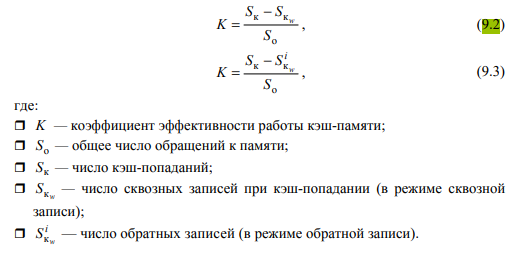 K = (Sк − Sкw) / Sо , (9.2)
K = (Sк − Sⁱкw) / Sо , (9.3)
где:
❒ K — коэффициент эффективности работы кэш-памяти;
❒ Sо — общее число обращений к памяти;
❒ Sк — число кэш-попаданий;
❒ Sкw — число сквозных записей при кэш-попадании (в режиме сквозной
записи);
❒ Sⁱкw — число обратных записей (в режиме обратной записи).